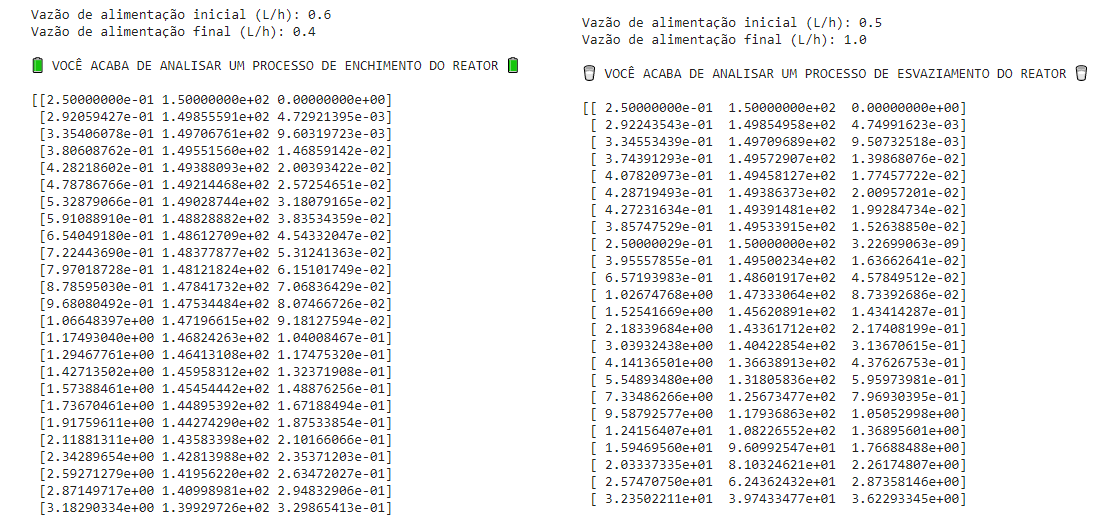 Vazão de alimentação inicial (L/h): 0.6
Vazão de alimentação final (L/h): 0.4
🔋 VOCÊ ACABA DE ANALISAR UM PROCESSO DE ENCHIMENTO DO REATOR 🔋
[[2.50000000e-01 1.50000000e+02 0.00000000e+00]
[2.92059427e-01 1.49855591e+02 4.72921395e-03]
[3.35406078e-01 1.49706761e+02 9.60319723e-03]
[3.80608762e-01 1.49551560e+02 1.46859142e-02]
[4.28218602e-01 1.49388093e+02 2.00393422e-02]
[4.78786766e-01 1.49214468e+02 2.57254651e-02]
[5.32879066e-01 1.49028744e+02 3.18079165e-02]
[5.91088910e-01 1.48828882e+02 3.83534359e-02]
[6.54049180e-01 1.48612709e+02 4.54332047e-02]
[7.22443690e-01 1.48377877e+02 5.31241363e-02]
[7.97018728e-01 1.48121824e+02 6.15101749e-02]
[8.78595030e-01 1.47841732e+02 7.06836429e-02]
[9.68080492e-01 1.47534484e+02 8.07466726e-02]
[1.06648397e+00 1.47196615e+02 9.18127594e-02]
[1.17493040e+00 1.46824263e+02 1.04008467e-01]
[1.29467761e+00 1.46413108e+02 1.17475320e-01]
[1.42713502e+00 1.45958312e+02 1.32371908e-01]
[1.57388461e+00 1.45454442e+02 1.48876256e-01]
[1.73670461e+00 1.44895392e+02 1.67188494e-01]
[1.91759611e+00 1.44274290e+02 1.87533854e-01]
[2.11881311e+00 1.43583398e+02 2.10166066e-01]
[2.34289654e+00 1.42813988e+02 2.35371203e-01]
[2.59271279e+00 1.41956220e+02 2.63472027e-01]
[2.87149717e+00 1.40998981e+02 2.94832906e-01]
[3.18290334e+00 1.39929726e+02 3.29865413e-01]
Vazão de alimentação inicial (L/h): 0.5
Vazão de alimentação final (L/h): 1.0
🥛 VOCÊ ACABA DE ANALISAR UM PROCESSO DE ESVAZIAMENTO DO REATOR 🥛
[[ 2.50000000e-01 1.50000000e+02 0.00000000e+00]
[ 2.92243543e-01 1.49854958e+02 4.74991623e-03]
[ 3.34553439e-01 1.49709689e+02 9.50732518e-03]
[ 3.74391293e-01 1.49572907e+02 1.39868076e-02]
[ 4.07820973e-01 1.49458127e+02 1.77457722e-02]
[ 4.28719493e-01 1.49386373e+02 2.00957201e-02]
[ 4.27231634e-01 1.49391481e+02 1.99284734e-02]
[ 3.85747529e-01 1.49533915e+02 1.52638850e-02]
[ 2.50000029e-01 1.50000000e+02 3.22699063e-09]
[ 3.95557855e-01 1.49500234e+02 1.63662641e-02]
[ 6.57193983e-01 1.48601917e+02 4.57849512e-02]
[ 1.02674768e+00 1.47333064e+02 8.73392686e-02]
[ 1.52541669e+00 1.45620891e+02 1.43414287e-01]
[ 2.18339684e+00 1.43361712e+02 2.17408199e-01]
[ 3.03932438e+00 1.40422854e+02 3.13670615e-01]
[ 4.14136501e+00 1.36638913e+02 4.37626753e-01]
[ 5.54893480e+00 1.31805836e+02 5.95973981e-01]
[ 7.33486266e+00 1.25673477e+02 7.96930395e-01]
[ 9.58792577e+00 1.17936863e+02 1.05052998e+00]
[ 1.24156407e+01 1.08226552e+02 1.36895601e+00]
[ 1.59469560e+01 9.60992547e+01 1.76688488e+00]
[ 2.03337335e+01 8.10324621e+01 2.26174807e+00]
[ 2.57470750e+01 6.24362432e+01 2.87358146e+00]
[ 3.23502211e+01 3.97433477e+01 3.62293345e+00]